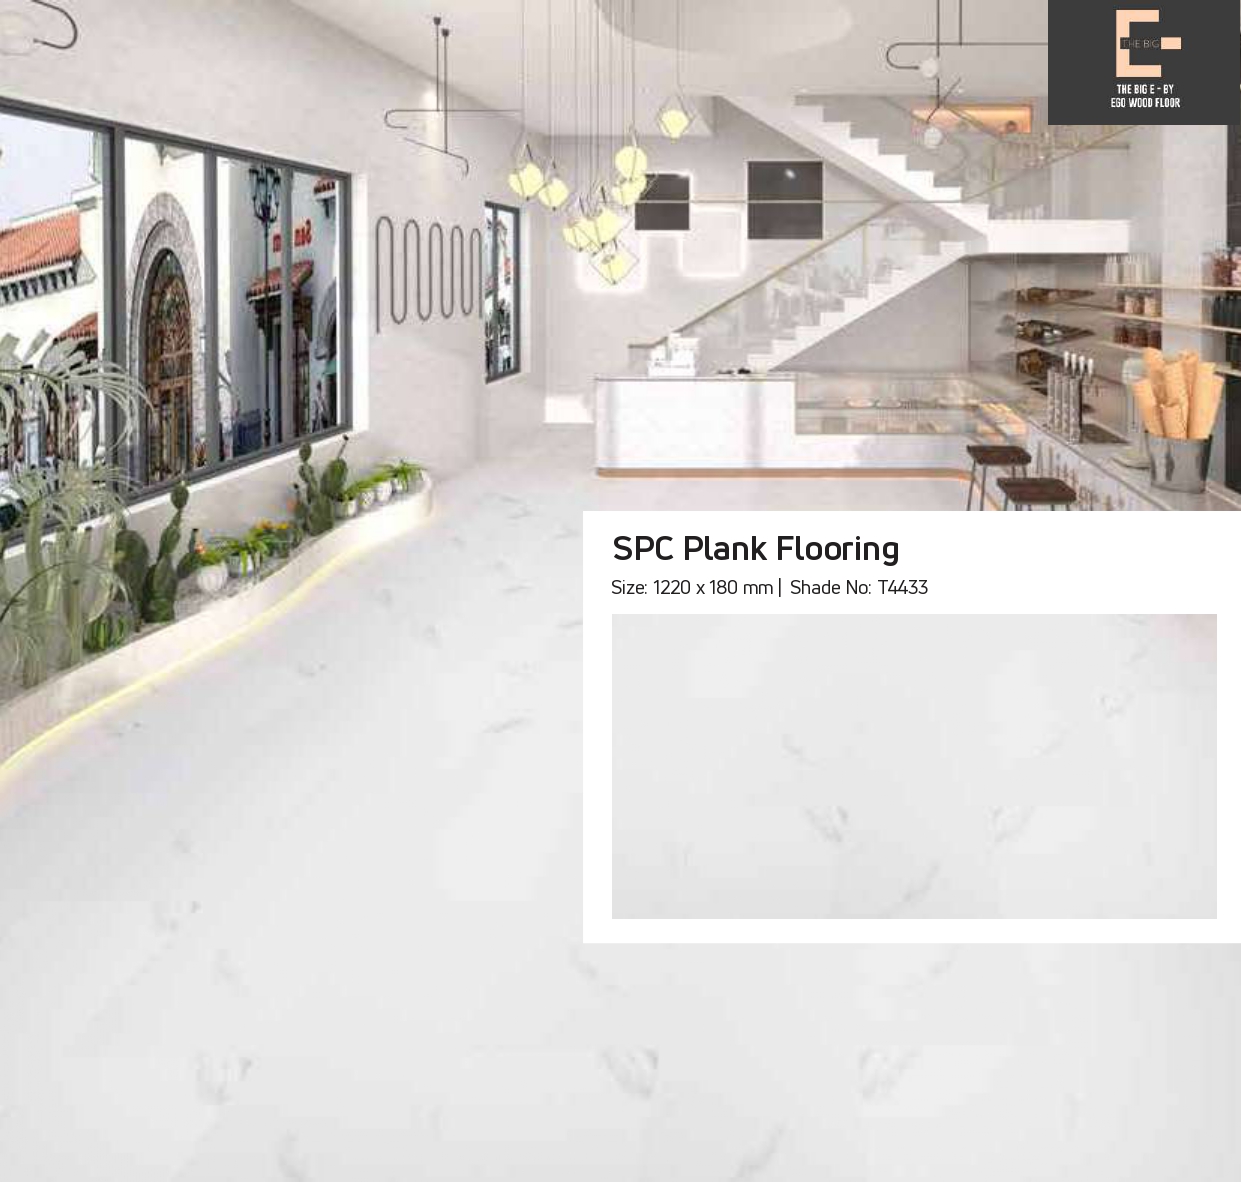 THE BIG
THE BIG E - BY
EGO WOOD FLOOR
SPC Plank Flooring
Size: 1220 x 180 mm | Shade No: T4433